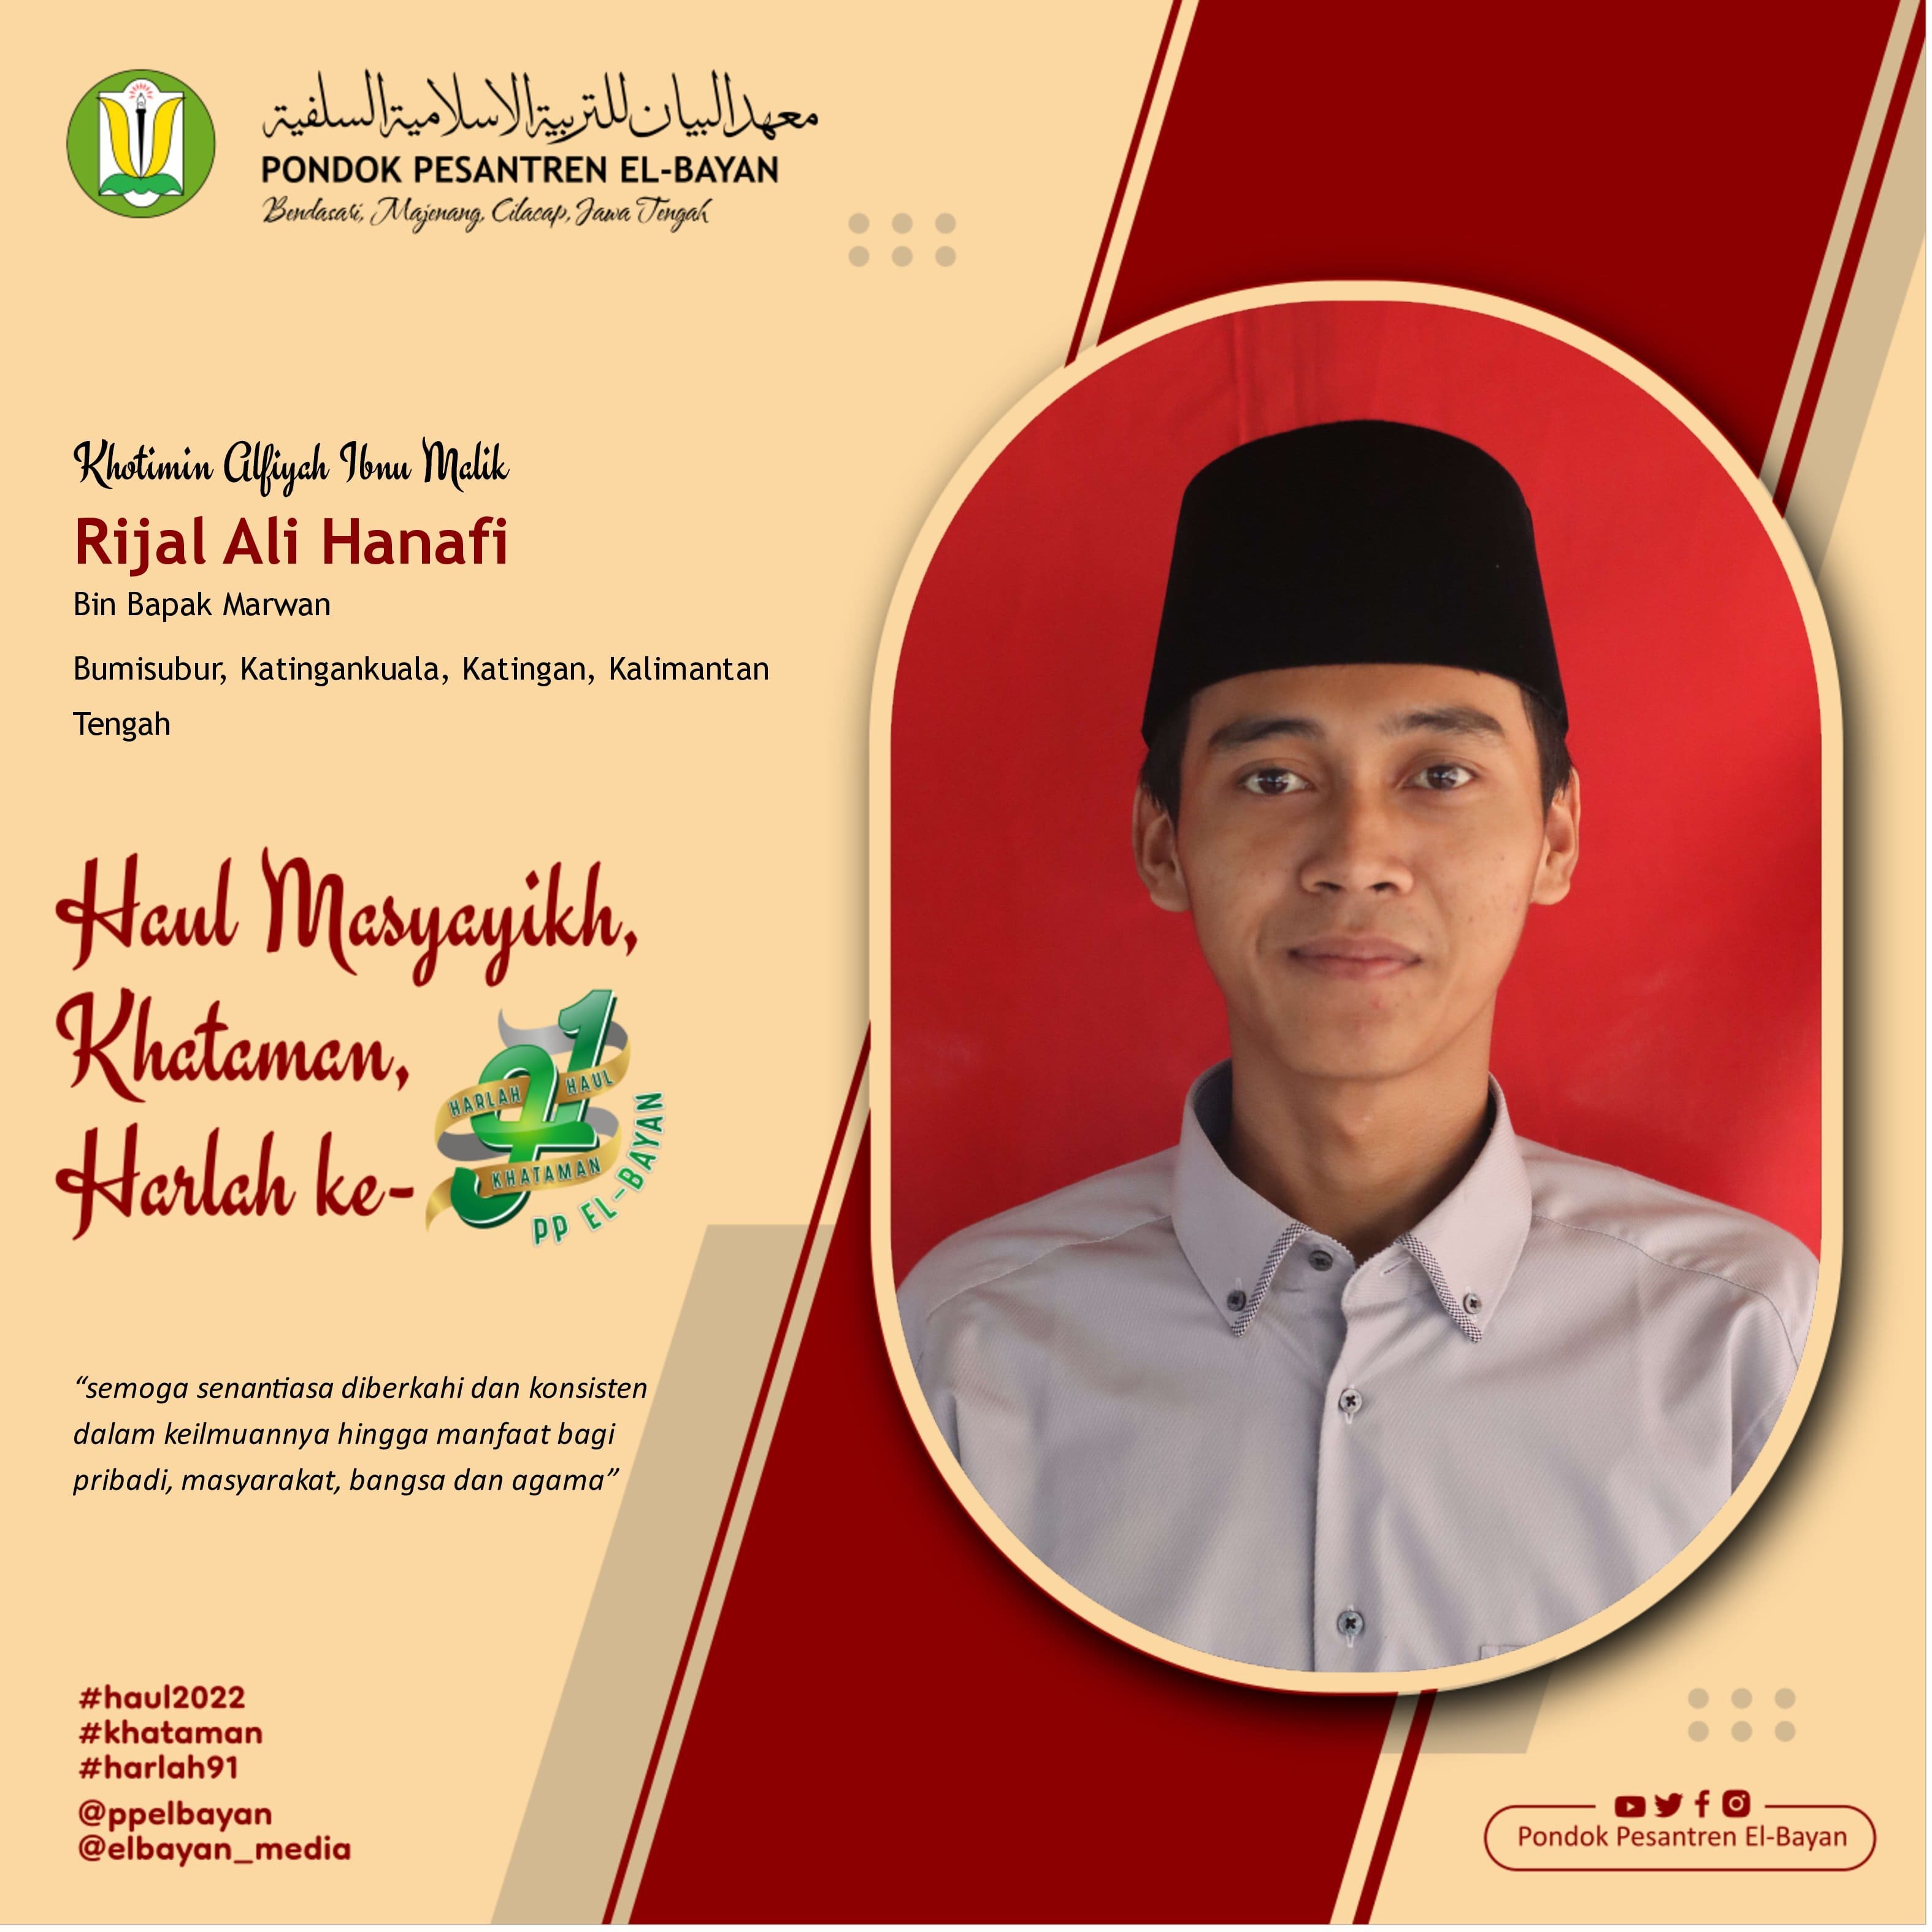 معهد البيان للتربية الاسلامية السلفية
PONDOK PESANTREN EL-BAYAN
Bendasari, Majenang, Cilacap, Jawa Tengah
Khotimin Alfiyah Ibnu Malik
Rijal Ali Hanafi
Bin Bapak Marwan
Bumisubur, Katingankuala, Katingan, Kalimantan
Tengah
Haul Masyayikh,
Khataman,
Harlah ke-
91
HARLAH HAUL
KHATAMAN
PP EL-BAYAN
“semoga senantiasa diberkahi dan konsisten
dalam keilmuannya hingga manfaat bagi
pribadi, masyarakat, bangsa dan agama”
#haul2022
#khataman
#harlah91
@ppelbayan
@elbayan_media
Pondok Pesantren El-Bayan